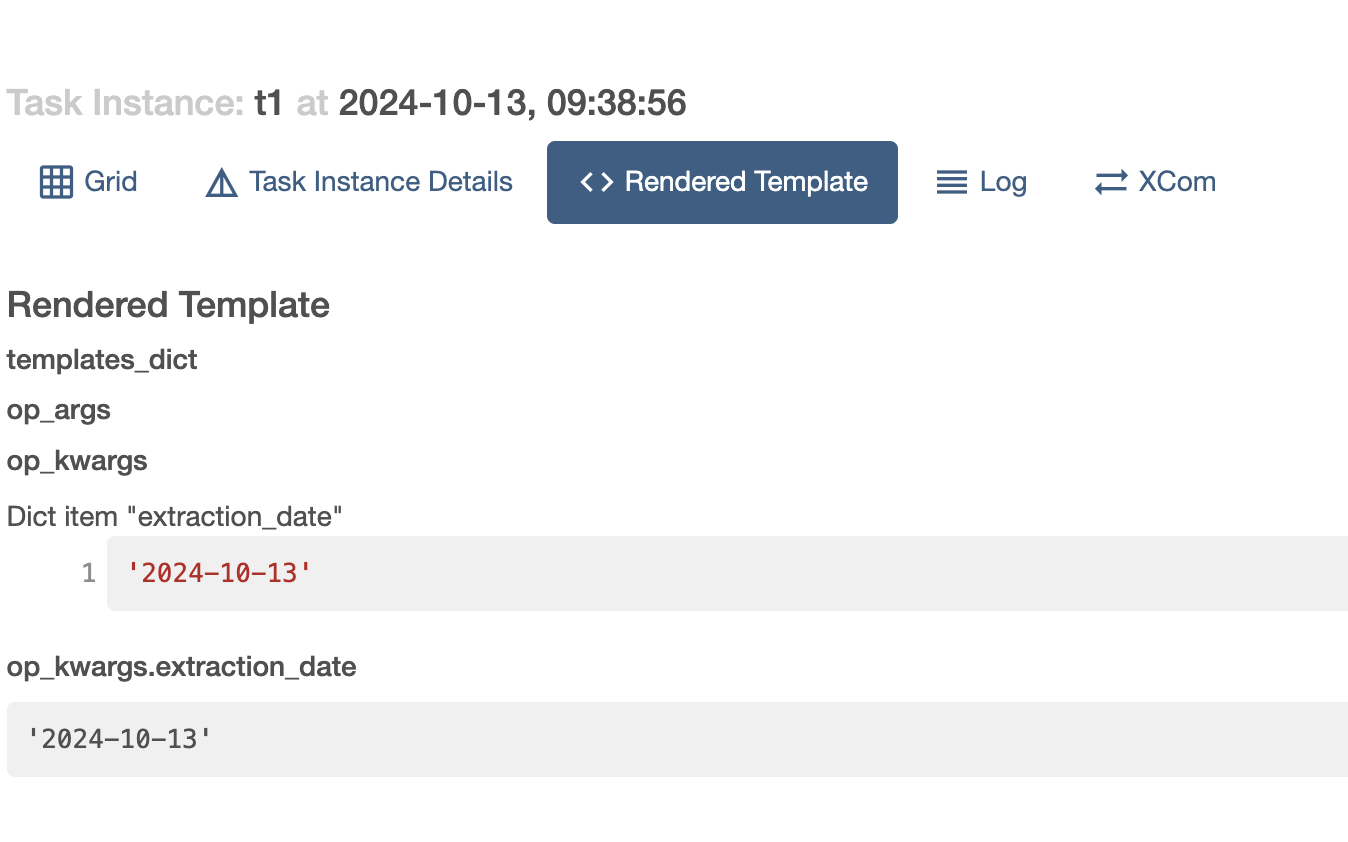 Task Instance: t1 at 2024-10-13, 09:38:56
Grid Task Instance Details <> Rendered Template Log XCom
Rendered Template
templates_dict
op_args
op_kwargs
Dict item "extraction_date"
1 '2024-10-13'
op_kwargs.extraction_date
'2024-10-13'